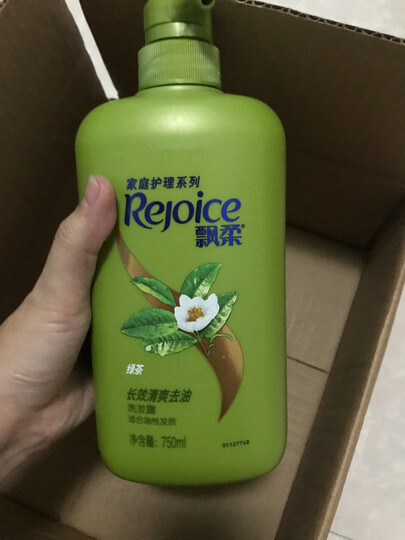 家庭护理系列
Rejoice
飘柔®
绿茶
长效清爽去油
洗发露
适合油性发质
净含量: 750ml
91127748